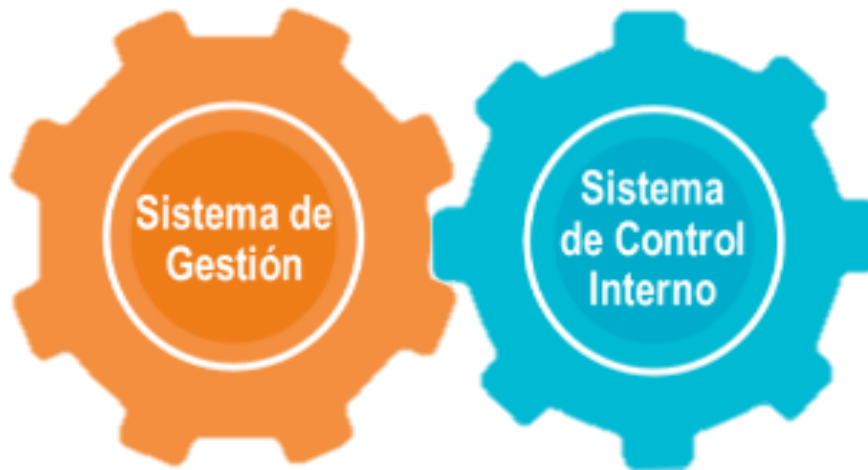 Sistema de
Gestión
Sistema
de Control
Interno